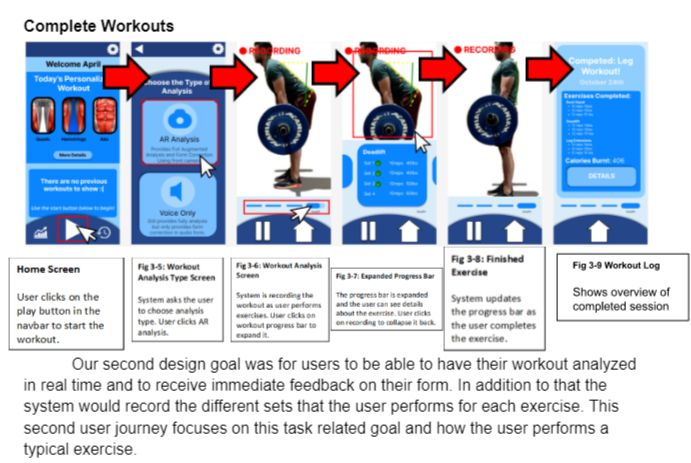 Complete Workouts
Welcome April
Today's Personalized
Workout
Quads
Hamstrings
Abs
More Details
There are no previous
workouts to show :(
Use the start button below to begin!
Choose the Type of
Analysis
AR Analysis
Provides Full Augmented
Analysis and Form Correction
Using front camera
Voice Only
Still provides fully analysis
but only provides form
correction in audio form.
RECORDING
RECORDING
Deadlift
Set 1
Set 2
Set 3
Set 4
RECORDING
Competed: Leg
Workout!
October 24th
Exercises Completed:
Deadlift
Calories Burnt: 406
DETAILS
Home Screen
User clicks on the
play button in the
navbar to start the
workout.
Fig 3-5: Workout
Analysis Type Screen
System asks the user
to choose analysis
type. User clicks AR
analysis.
Fig 3-6: Workout Analysis
Screen
System is recording the
workout as user performs
exercises. User clicks on
workout progress bar to
expand it.
Fig 3-7: Expanded Progress Bar
The progress bar is expanded
and the user can see details
about the exercise. User clicks
on recording to collapse it back.
Fig 3-8: Finished
Exercise
System updates
the progress bar as
the user completes
the exercise.
Fig 3-9 Workout Log
Shows overview of
completed session
Our second design goal was for users to be able to have their workout analyzed
in real time and to receive immediate feedback on their form. In addition to that the
system would record the different sets that the user performs for each exercise. This
second user journey focuses on this task related goal and how the user performs a
typical exercise.